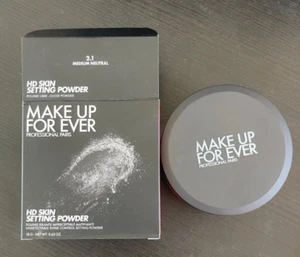 2.1
MEDIUM NEUTRAL
HD SKIN
SETTING POWDER
MAKE UP
FOR EVER
PROFESSIONAL PARIS
HD SKIN
SETTING POWDER
MAKE UP
FOR EVER
PROFESSIONAL PARIS